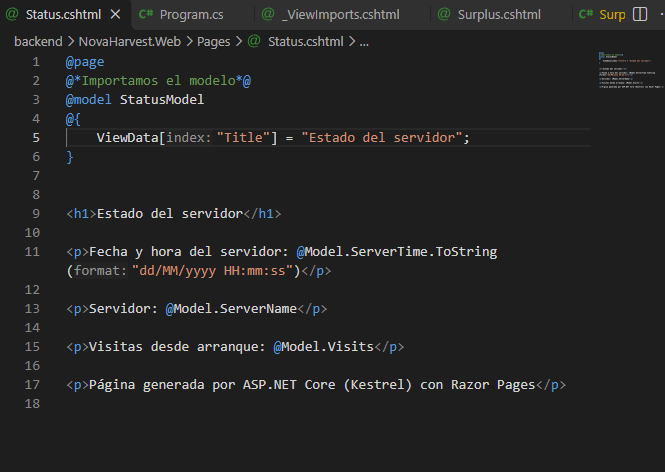 @ Status.cshtml × C# Program.cs @ _ViewImports.cshtml @ Surplus.cshtml C# Surp
backend > NovaHarvest.Web > Pages > @ Status.cshtml > ...
1 @page
2 @*Importamos el modelo*@
3 @model StatusModel
4 @{
5 ViewData[index: "Title"] = "Estado del servidor";
6 }
7
8
9 <h1>Estado del servidor</h1>
10
11 <p>Fecha y hora del servidor: @Model.ServerTime.ToString
(format: "dd/MM/yyyy HH:mm:ss")</p>
12
13 <p>Servidor: @Model.ServerName</p>
14
15 <p>Visitas desde arranque: @Model.Visits</p>
16
17 <p>Página generada por ASP.NET Core (Kestrel) con Razor Pages</p>
18